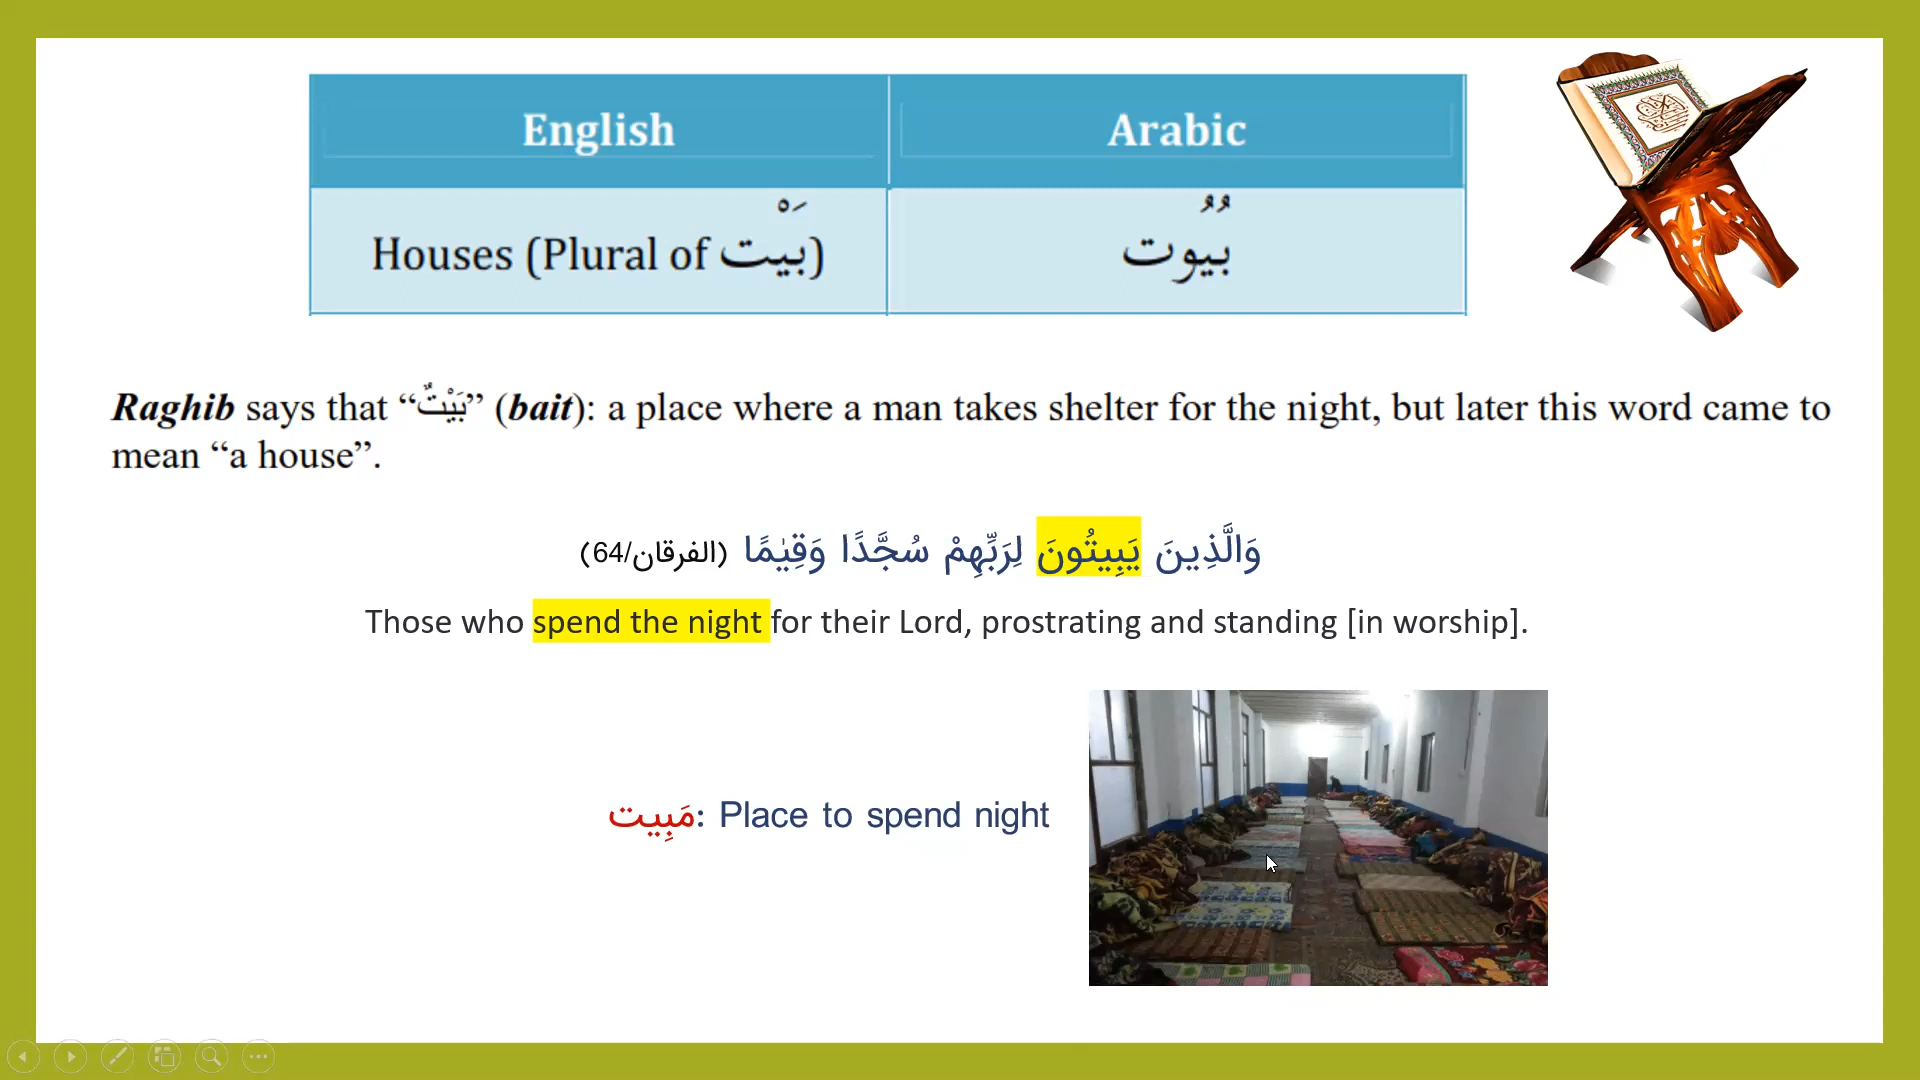 English Arabic
Houses (Plural of بَيْت) بُيُوت
Raghib says that “بَيْتٌ” (bait): a place where a man takes shelter for the night, but later this word came to
mean “a house”.
وَالَّذِينَ يَبِيتُونَ لِرَبِّهِمْ سُجَّدًا وَقِيَٰمًا (الفرقان/64)
Those who spend the night for their Lord, prostrating and standing [in worship].
مَبِيت: Place to spend night